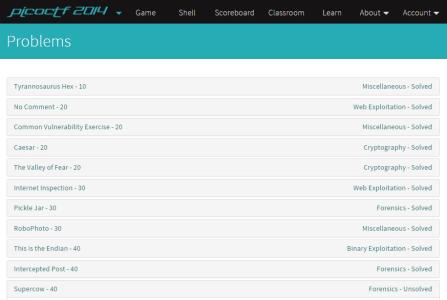 picoctf 2014 Game Shell Scoreboard Classroom Learn About Account
Problems
Tyrannosaurus Hex - 10 Miscellaneous - Solved
No Comment - 20 Web Exploitation - Solved
Common Vulnerability Exercise - 20 Miscellaneous - Solved
Caesar - 20 Cryptography - Solved
The Valley of Fear - 20 Cryptography - Solved
Internet Inspection - 30 Web Exploitation - Solved
Pickle Jar - 30 Forensics - Solved
RoboPhoto - 30 Miscellaneous - Solved
This is the Endian - 40 Binary Exploitation - Solved
Intercepted Post - 40 Forensics - Solved
Supercow - 40 Forensics - Unsolved